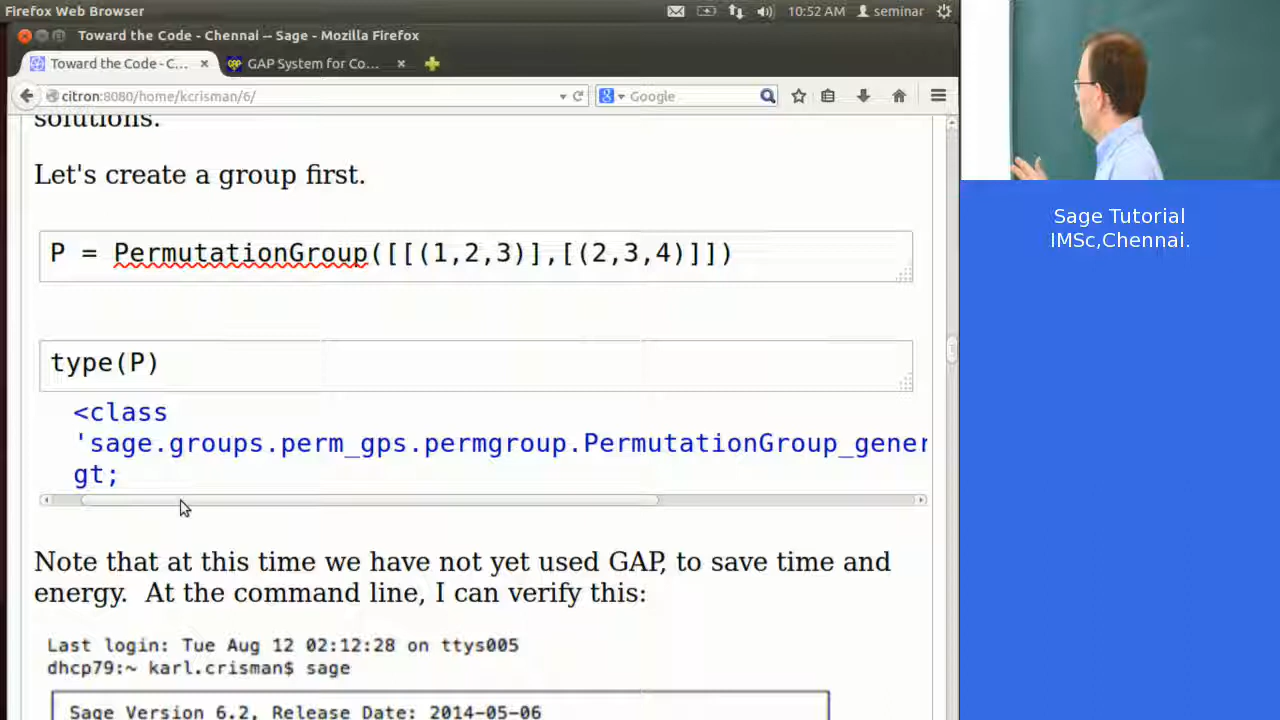 Firefox Web Browser
10:52 AM seminar
Toward the Code - Chennai -- Sage - Mozilla Firefox
Toward the Code - C... GAP System for Co...
citron:8080/home/kcrisman/6/ Google
solutions.
Let's create a group first.
P = PermutationGroup([[(1,2,3)],[(2,3,4)]])
type(P)
<class
'sage.groups.perm_gps.permgroup.PermutationGroup_gener
gt;
Note that at this time we have not yet used GAP, to save time and
energy. At the command line, I can verify this:
Last login: Tue Aug 12 02:12:28 on ttys005
dhcp79:~ karl.crisman$ sage
Sage Version 6.2, Release Date: 2014-05-06
Sage Tutorial
IMSc,Chennai.